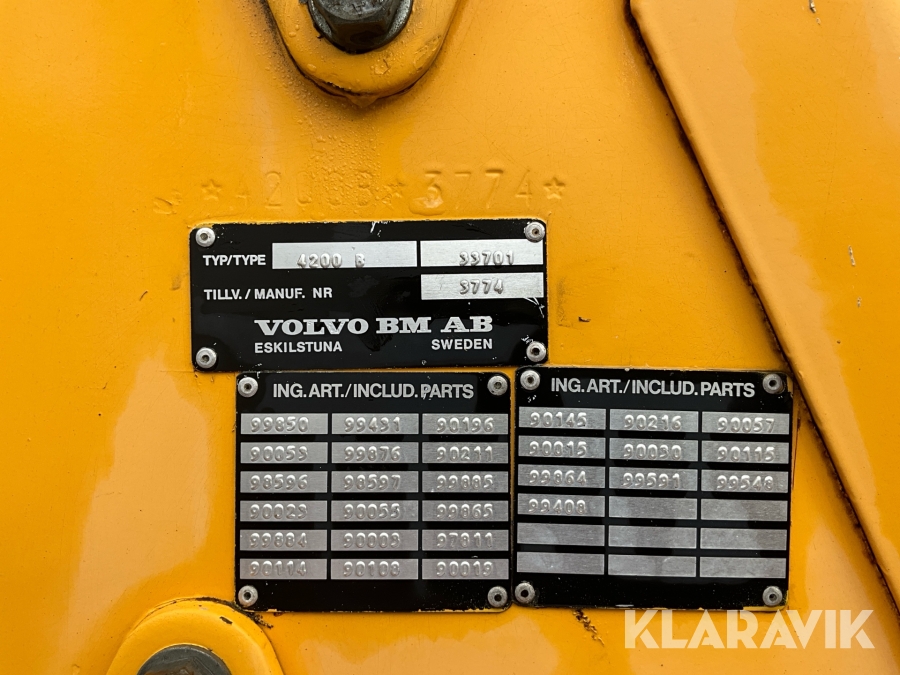 *4200B*3774*
TYP/TYPE 4200 B 33701
TILLV./MANUF. NR 3774
VOLVO BM AB
ESKILSTUNA SWEDEN
ING.ART./INCLUD.PARTS
99850 99431 90196
90053 99876 90211
98596 98597 99885
90023 90055 99865
99884 90003 97811
90114 90108 90019
ING.ART./INCLUD.PARTS
90145 90216 90057
90015 90030 90115
99864 99591 99548
99408
KLARAVIK